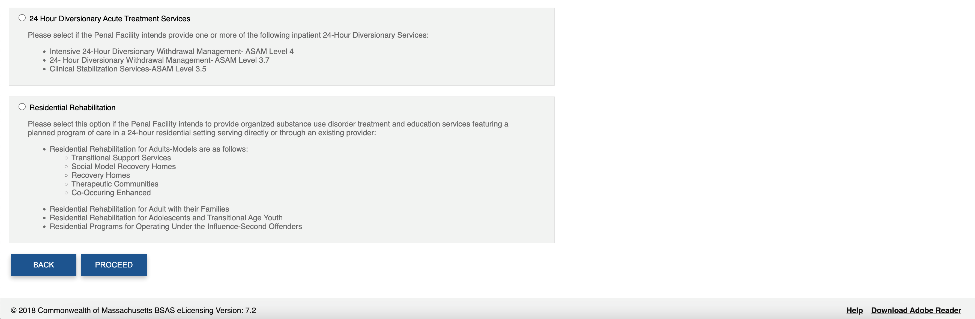 24 Hour Diversionary Acute Treatment Services
Please select if the Penal Facility intends provide one or more of the following inpatient 24-Hour Diversionary Services:
• Intensive 24-Hour Diversionary Withdrawal Management- ASAM Level 4
• 24- Hour Diversionary Withdrawal Management- ASAM Level 3.7
• Clinical Stabilization Services-ASAM Level 3.5
Residential Rehabilitation
Please select this option if the Penal Facility intends to provide organized substance use disorder treatment and education services featuring a
planned program of care in a 24-hour residential setting serving directly or through an existing provider:
• Residential Rehabilitation for Adults-Models are as follows:
○ Transitional Support Services
○ Social Model Recovery Homes
○ Recovery Homes
○ Therapeutic Communities
○ Co-Occuring Enhanced
• Residential Rehabilitation for Adult with their Families
• Residential Rehabilitation for Adolescents and Transitional Age Youth
• Residential Programs for Operating Under the Influence-Second Offenders
BACK PROCEED
© 2018 Commonwealth of Massachusetts BSAS eLicensing Version: 7.2 Help Download Adobe Reader